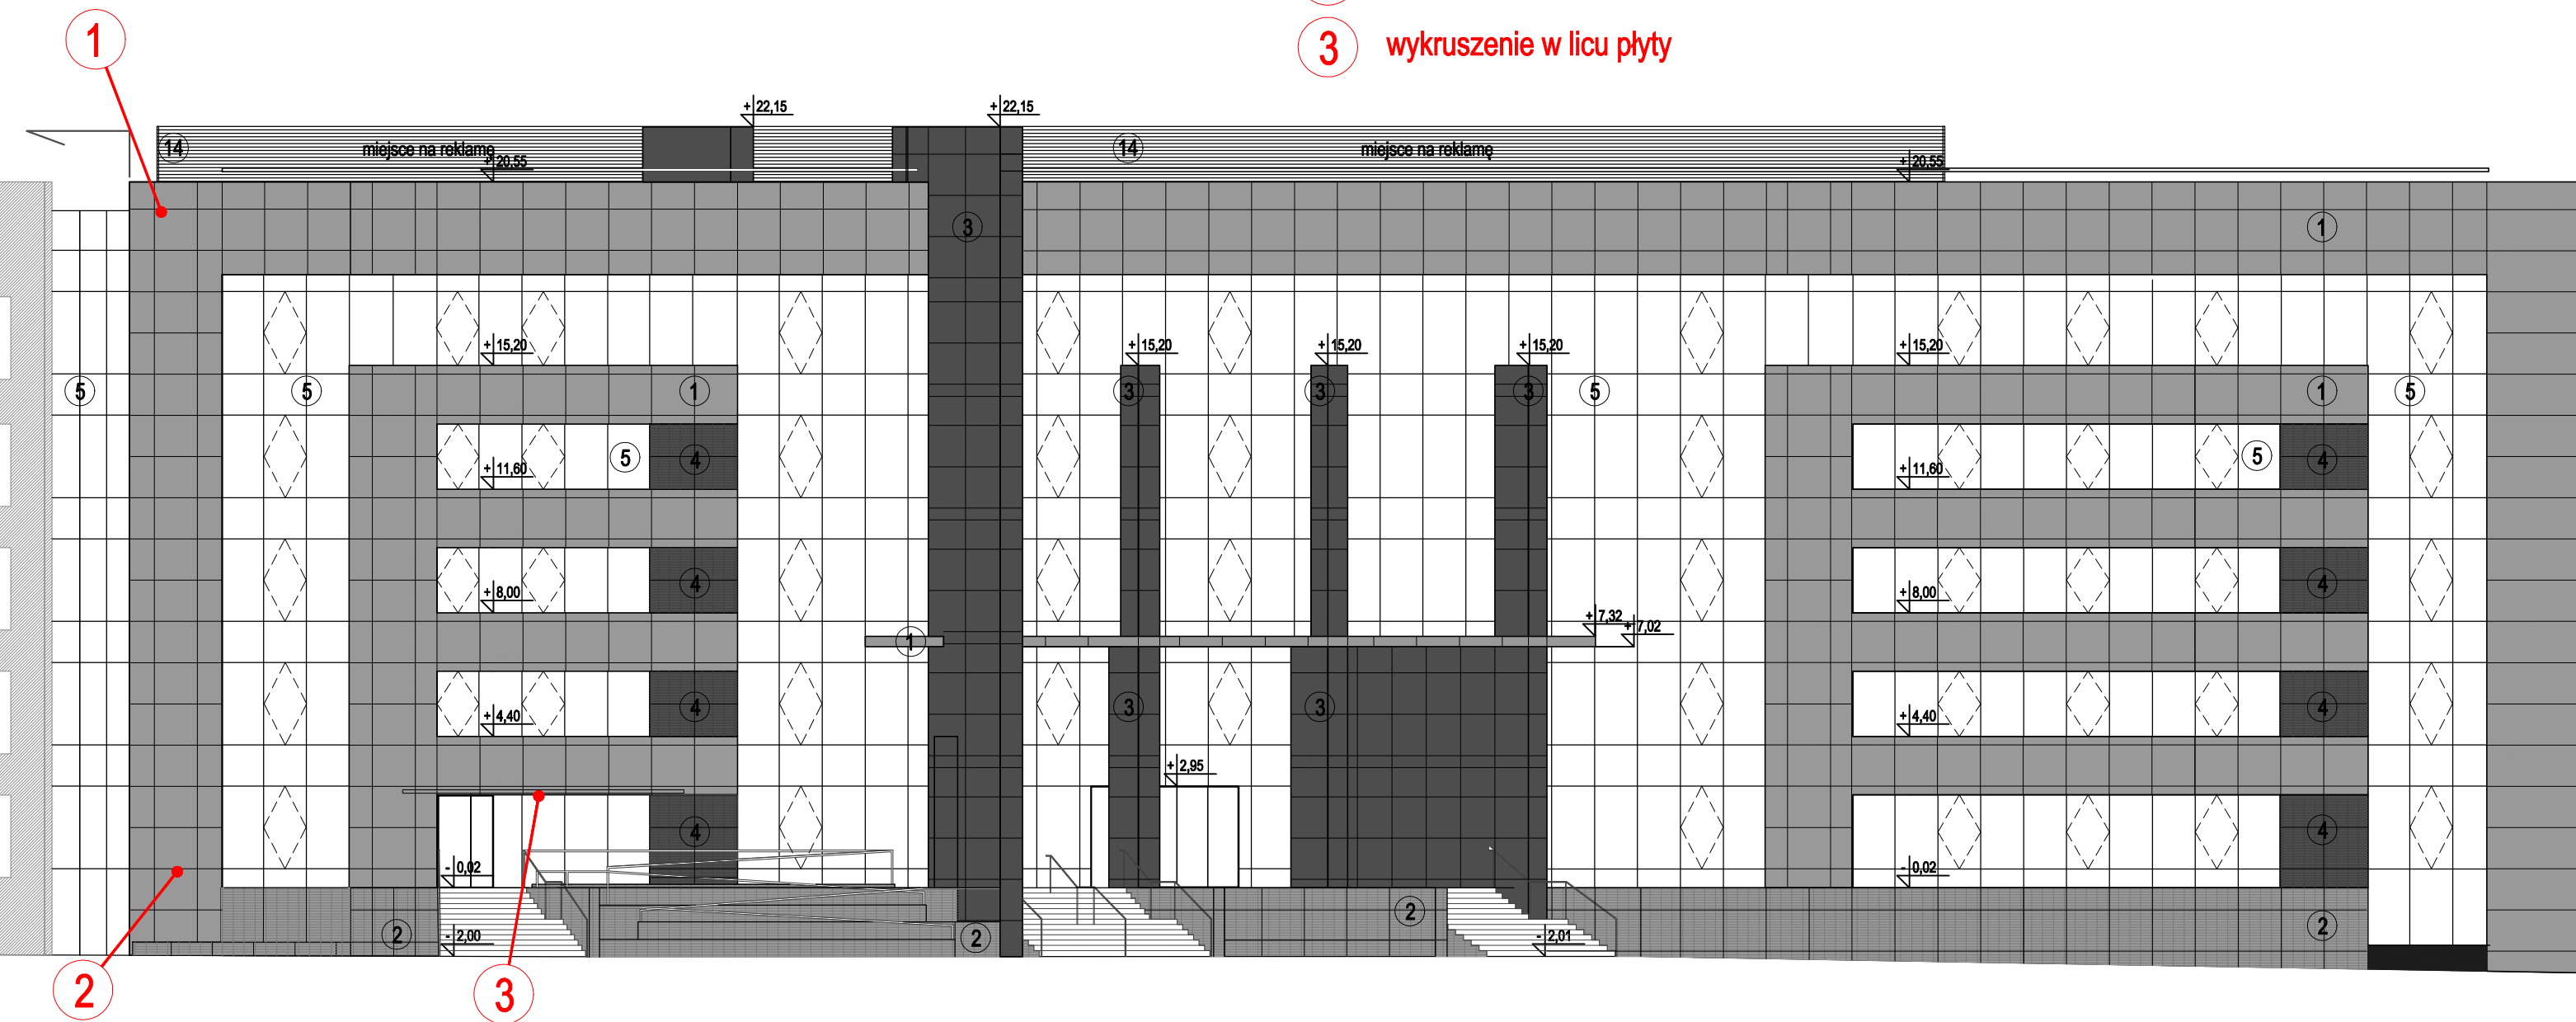 1
3 wykruszenie w licu płyty
+ 22,15 + 22,15
14 miejsce na reklamę 14 miejsce na reklamę
+ 20,55 + 20,55
3 1
+ 15,20 + 15,20 + 15,20 + 15,20 + 15,20
5 5 1 3 3 3 5 1 5
5 4 5 4
+ 11,60 + 11,60
4 4
+ 8,00 + 8,00
+ 7,32
+ 7,02
1
4 3 3 4
+ 4,40 + 4,40
+ 2,95
4 4
- 0,02 - 0,02
2 2 2 2
- 2,00 - 2,01
2 3